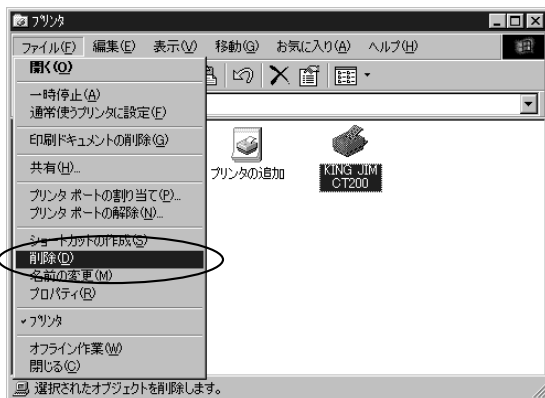 プリンタ
ファイル(F) 編集(E) 表示(V) 移動(G) お気に入り(A) ヘルプ(H)
開く(O)
一時停止(A)
通常使うプリンタに設定(F)
印刷ドキュメントの削除(G)
共有(H)...
プリンタ ポートの割り当て(P)...
プリンタ ポートの解除(N)...
ショートカットの作成(S)
削除(D)
名前の変更(M)
プロパティ(R)
プリンタ
オフライン作業(W)
閉じる(C)
プリンタの追加
KING JIM
CT200
選択されたオブジェクトを削除します。